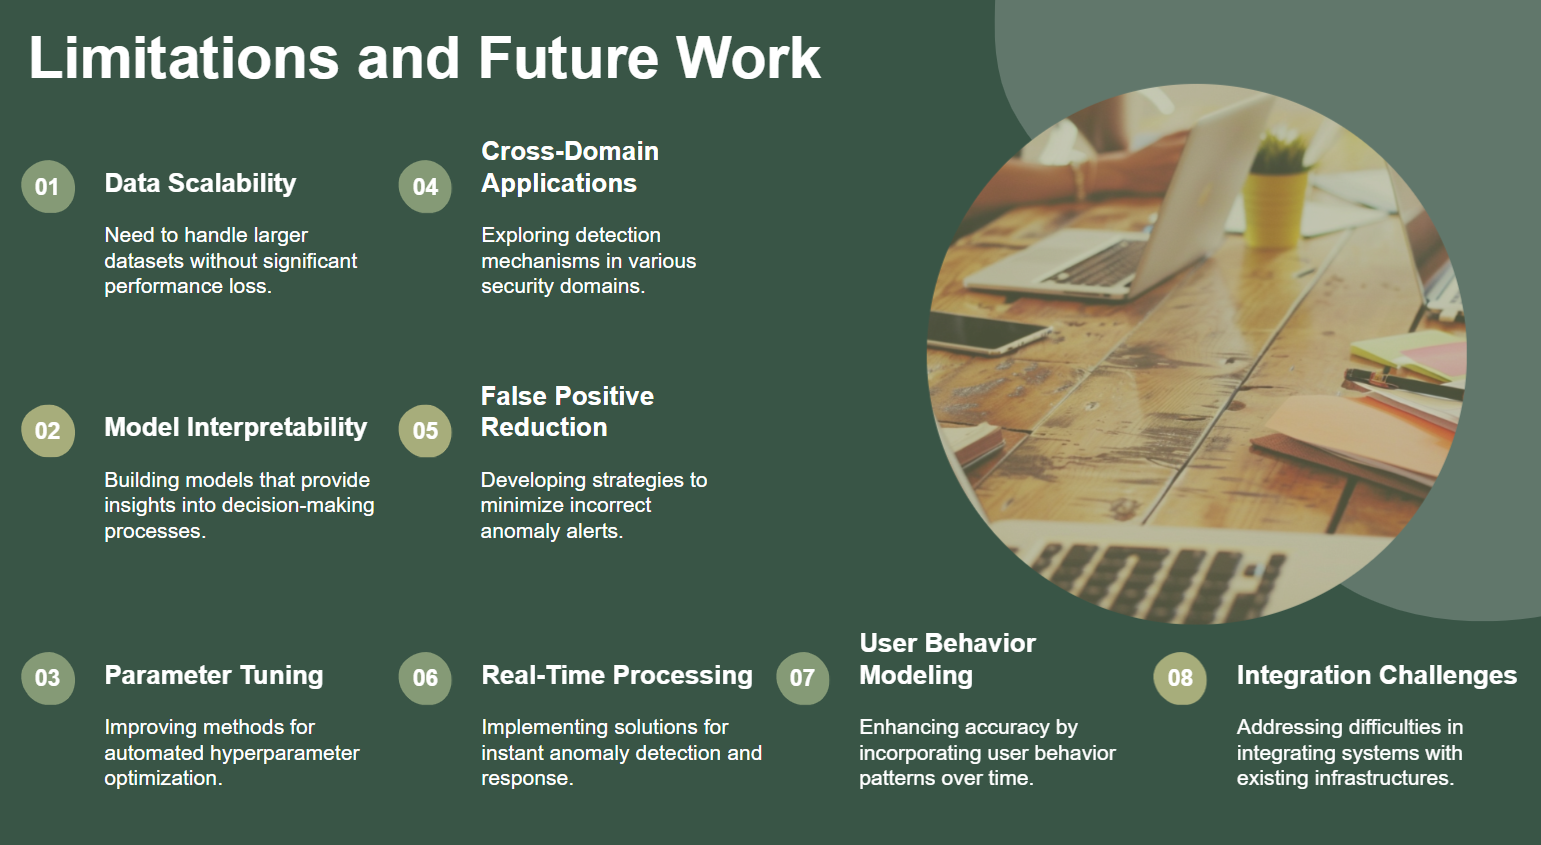 Limitations and Future Work
01
Data Scalability
Need to handle larger
datasets without significant
performance loss.
02
Model Interpretability
Building models that provide
insights into decision-making
processes.
03
Parameter Tuning
Improving methods for
automated hyperparameter
optimization.
04
Cross-Domain
Applications
Exploring detection
mechanisms in various
security domains.
05
False Positive
Reduction
Developing strategies to
minimize incorrect
anomaly alerts.
06
Real-Time Processing
Implementing solutions for
instant anomaly detection and
response.
07
User Behavior
Modeling
Enhancing accuracy by
incorporating user behavior
patterns over time.
08
Integration Challenges
Addressing difficulties in
integrating systems with
existing infrastructures.